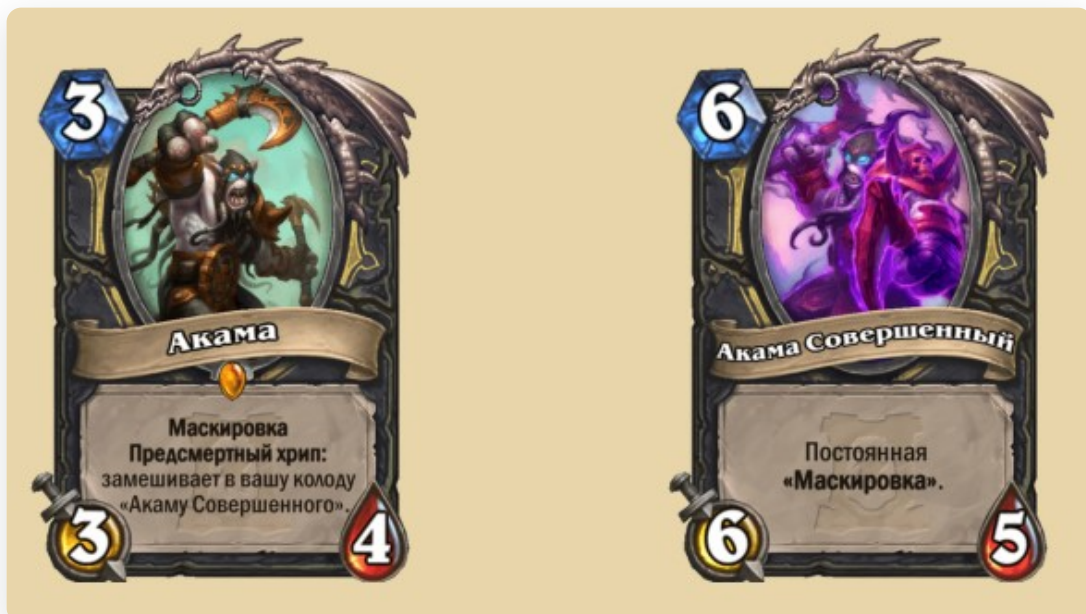 3
Акама
Маскировка
Предсмертный хрип:
замешивает в вашу колоду
«Акаму Совершенного».
3
4
6
Акама Совершенный
Постоянная
«Маскировка».
6
5